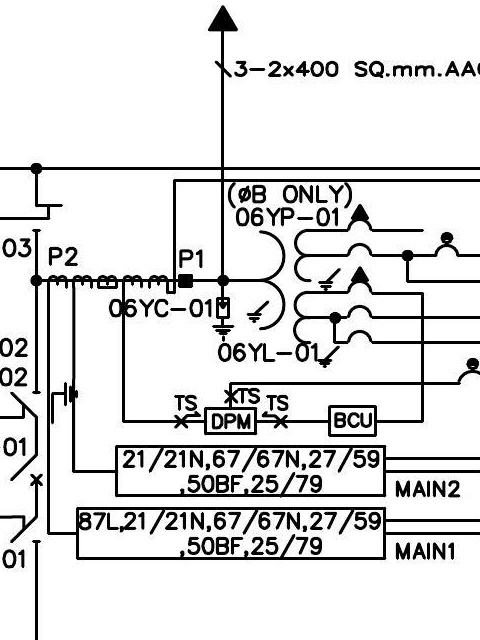 3-2x400 SQ.mm.AA
(øB ONLY)
06YP-01
03
P2
P1
06YC-01
02
06YL-01
02
TS
TS
TS
DPM
BCU
01
21/21N,67/67N,27/59
,50BF,25/79
MAIN2
87L,21/21N,67/67N,27/59
,50BF,25/79
MAIN1
01